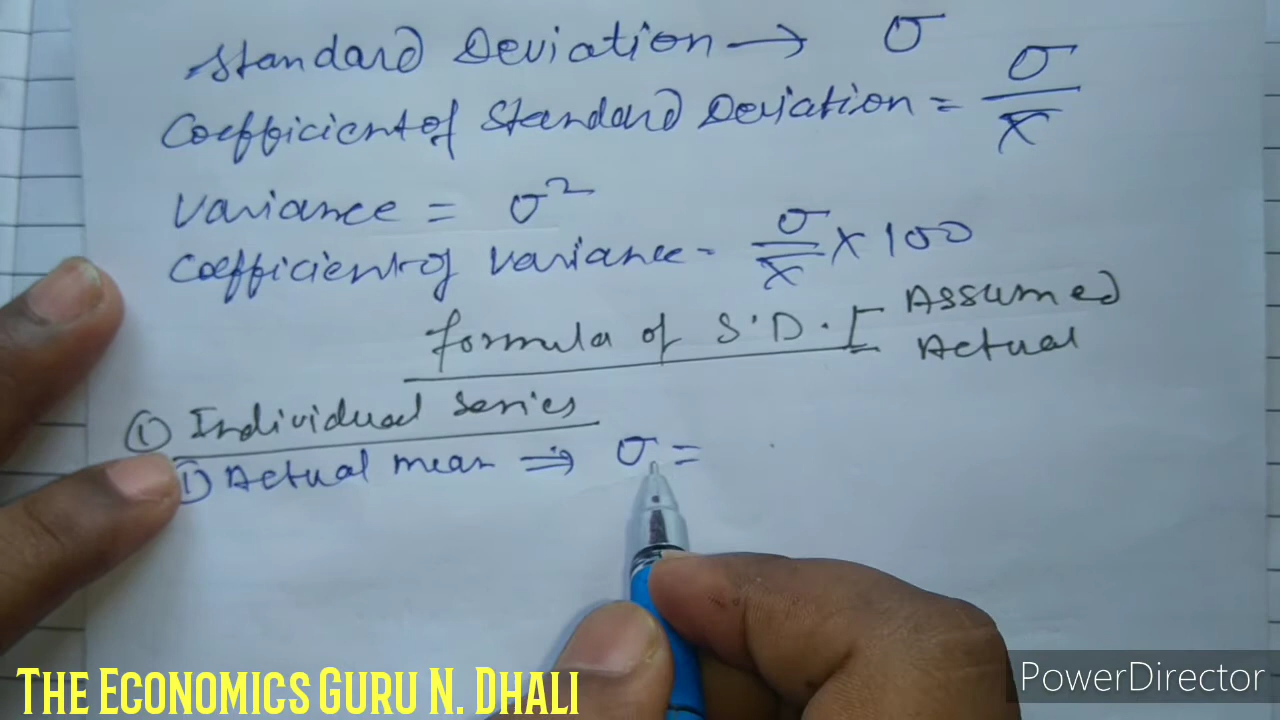 Standard Deviation → σ
Coefficient of Standard Deviation = σ/x̄
Variance = σ²
Coefficient of Variance = σ/x̄ × 100
formula of S.D. [ Assumed
Actual
① Individual Series
① Actual mean ⇒ σ =
THE ECONOMICS GURU N. DHALI
PowerDirector